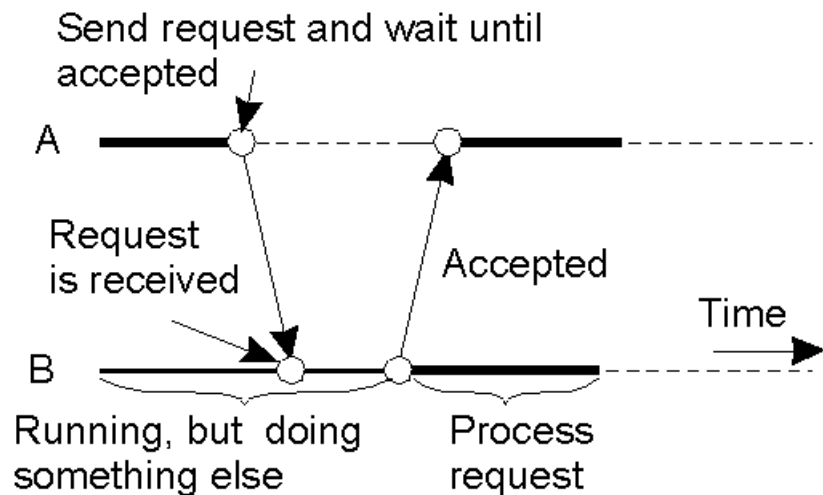 Send request and wait until
accepted
A
Request
is received
Accepted
Time
B
Running, but doing
something else
Process
request